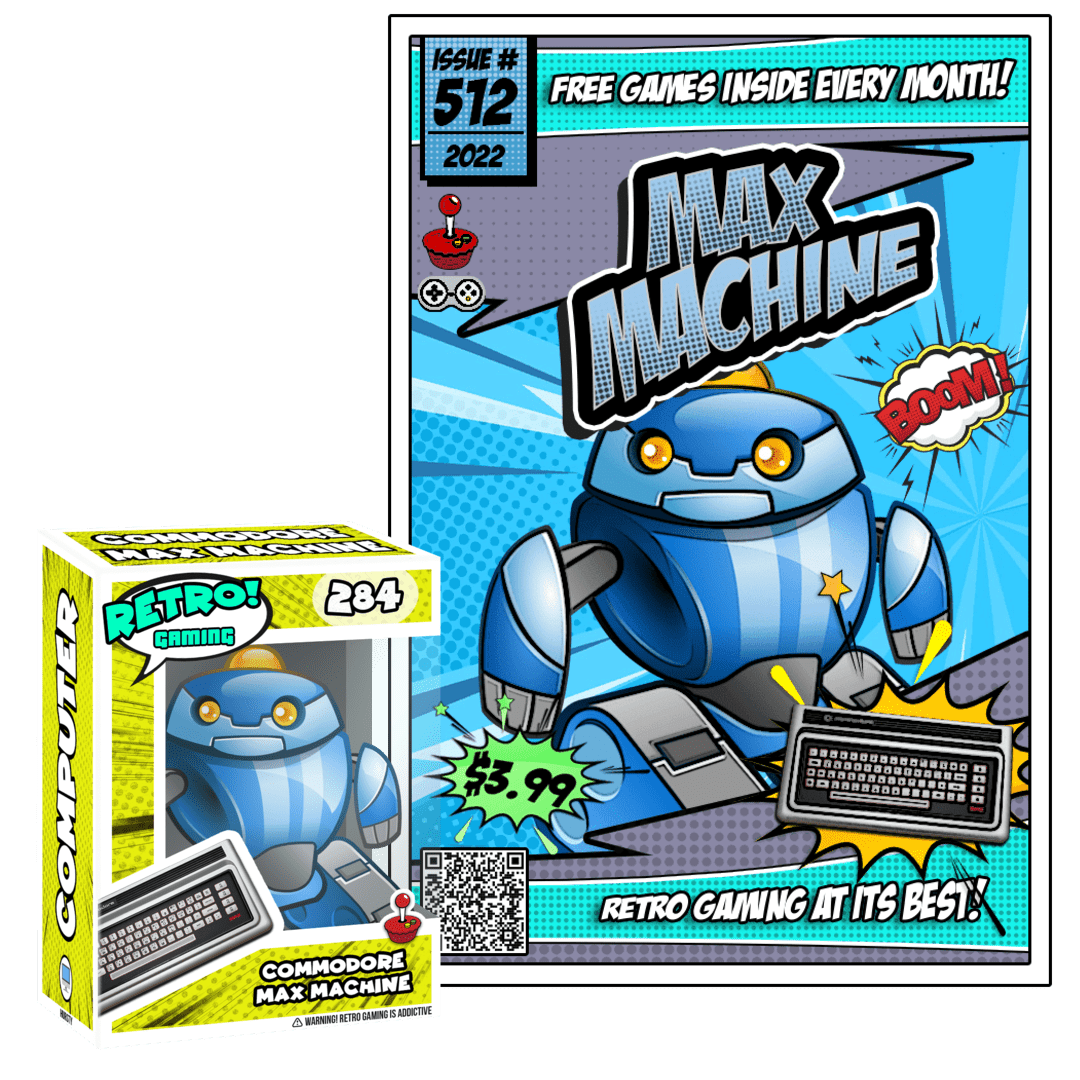 ISSUE #
512
2022
FREE GAMES INSIDE EVERY MONTH!
MAX
MACHINE
BOOM!
$3.99
RETRO GAMING AT ITS BEST!
COMMODORE
MAX MACHINE
COMPUTER
RETRO!
GAMING
284
COMMODORE
MAX MACHINE
WARNING! RETRO GAMING IS ADDICTIVE